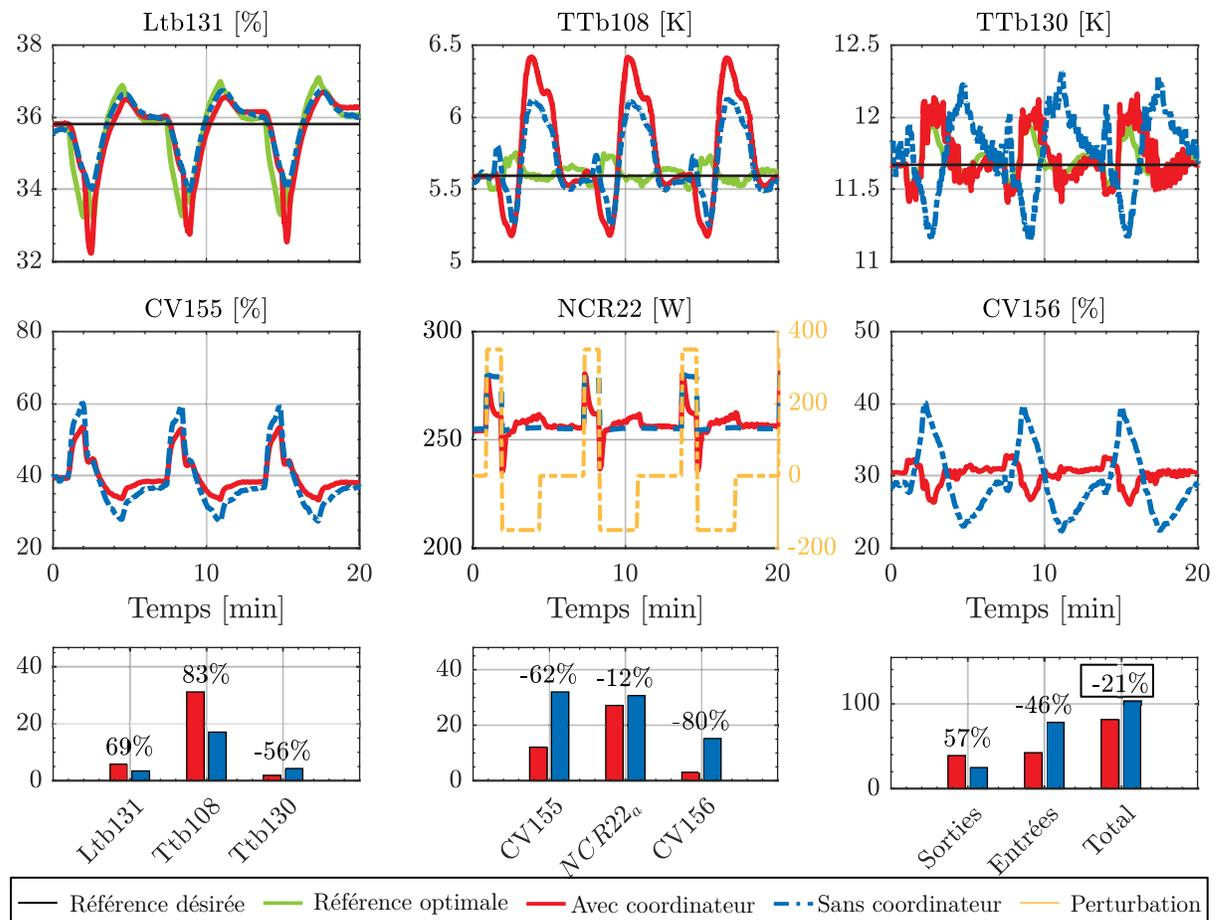 Ltb131 [%]
38
36
34
32
TTb108 [K]
6.5
6
5.5
5
TTb130 [K]
12.5
12
11.5
11
CV155 [%]
80
60
40
20
0 10 20
Temps [min]
NCR22 [W]
300
250
200
400
200
0
-200
0 10 20
Temps [min]
CV156 [%]
50
40
30
20
0 10 20
Temps [min]
40
20
0
69%
83%
-56%
Ltb131
Ttb108
Ttb130
40
20
0
-62%
-12%
-80%
CV155
NCR22a
CV156
100
0
57%
-46%
-21%
Sorties
Entrées
Total
Référence désirée Référence optimale Avec coordinateur Sans coordinateur Perturbation